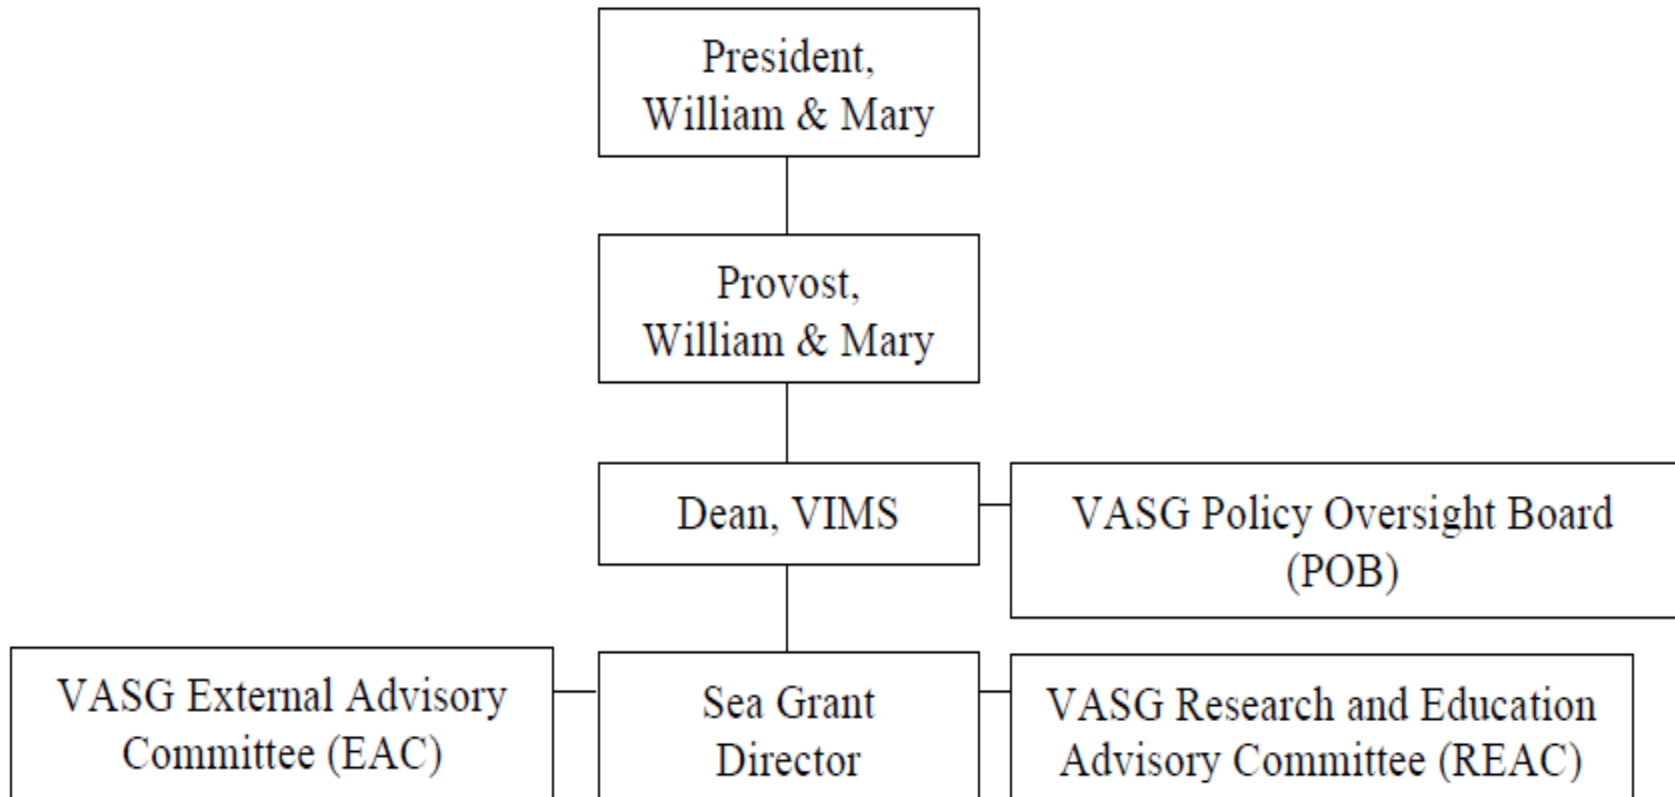 President,
William & Mary
Provost,
William & Mary
Dean, VIMS
VASG Policy Oversight Board
(POB)
VASG External Advisory
Committee (EAC)
Sea Grant
Director
VASG Research and Education
Advisory Committee (REAC)